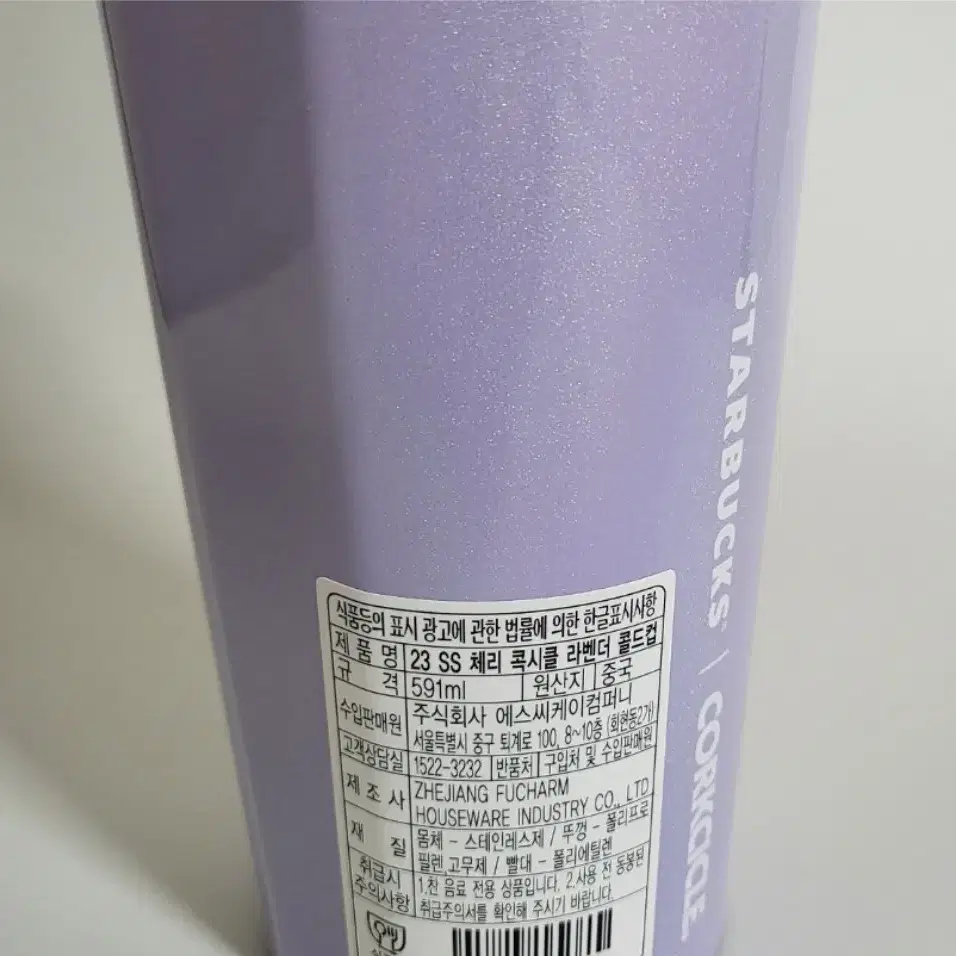 STARBUCKS | CORKCICLE
식품등의 표시 광고에 관한 법률에 의한 한글표시사항
제 품 명 23 SS 체리 콕시클 라벤더 콜드컵
규 격 591ml 원산지 중국
수입판매원 주식회사 에스씨케이컴퍼니
서울특별시 중구 퇴계로 100, 8~10층 (회현동2가)
고객상담실 1522-3232 반품처 구입처 및 수입판매원
제 조 사 ZHEJIANG FUCHARM
HOUSEWARE INDUSTRY CO., LTD
재 질 몸체 - 스테인레스제 / 뚜껑 - 폴리프로
필렌,고무제 / 빨대 - 폴리에틸렌
취급시 1.찬 음료 전용 상품입니다. 2.사용 전 동봉된
주의사항 취급주의서를 확인해 주시기 바랍니다.